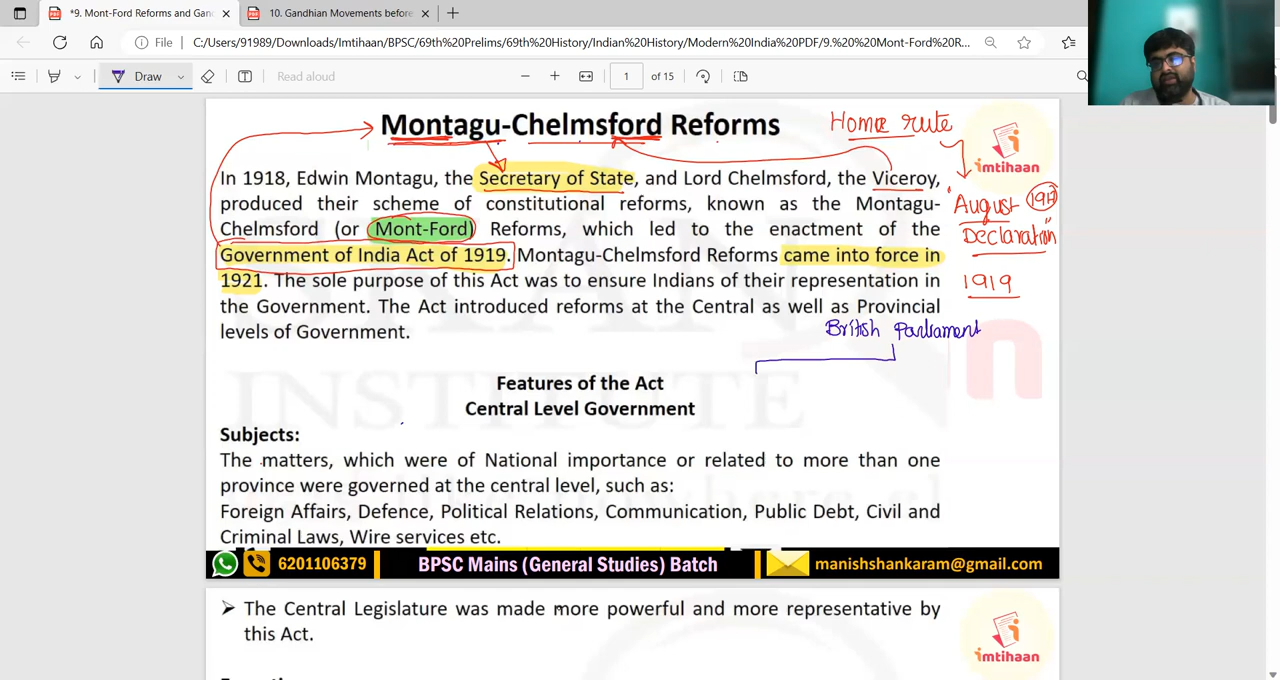 *9. Mont-Ford Reforms and Gand
10. Gandhian Movements before
File
C:/Users/91989/Downloads/Imtihaan/BPSC/69th%20Prelims/69th%20History/Indian%20History/Modern%20India%20PDF/9.%20%20Mont-Ford%20R...
Draw
Read aloud
1 of 15
Montagu-Chelmsford Reforms
Home rule
imtihaan
In 1918, Edwin Montagu, the Secretary of State, and Lord Chelmsford, the Viceroy,
produced their scheme of constitutional reforms, known as the Montagu-
"August 1917
Chelmsford (or Mont-Ford) Reforms, which led to the enactment of the
Declaration"
Government of India Act of 1919. Montagu-Chelmsford Reforms came into force in
1921. The sole purpose of this Act was to ensure Indians of their representation in
1919
the Government. The Act introduced reforms at the Central as well as Provincial
levels of Government.
British Parliament
Features of the Act
Central Level Government
Subjects:
The matters, which were of National importance or related to more than one
province were governed at the central level, such as:
Foreign Affairs, Defence, Political Relations, Communication, Public Debt, Civil and
Criminal Laws, Wire services etc.
6201106379
BPSC Mains (General Studies) Batch
manishshankaram@gmail.com
➢ The Central Legislature was made more powerful and more representative by
this Act.
imtihaan
INSTITUTE